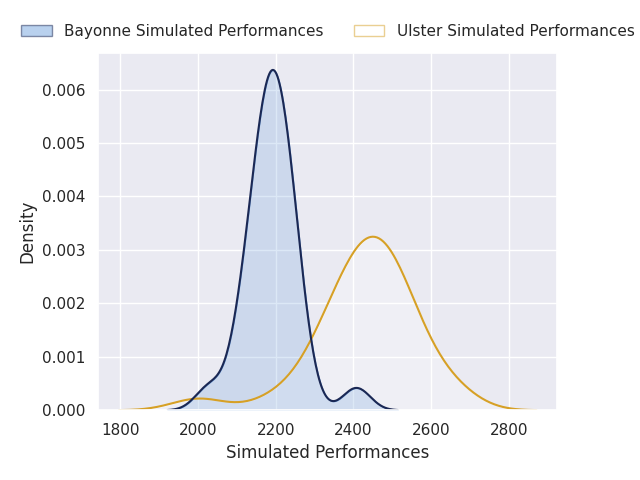 Bayonne Simulated Performances
Ulster Simulated Performances
0.006
0.005
0.004
0.003
0.002
0.001
0.000
Density
1800 2000 2200 2400 2600 2800
Simulated Performances